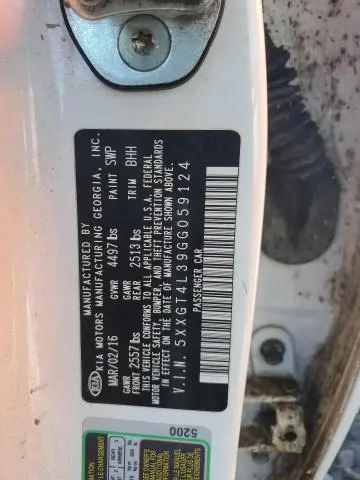 MANUFACTURED BY
KIA KIA MOTORS MANUFACTURING GEORGIA, INC.
MAR/02/16 GVWR 4497 lbs PAINT SWP
GAWR FRONT 2557 lbs GAWR REAR 2513 lbs TRIM BHH
THIS VEHICLE CONFORMS TO ALL APPLICABLE U.S.A. FEDERAL
MOTOR VEHICLE SAFETY, BUMPER, AND THEFT PREVENTION STANDARDS
IN EFFECT ON THE DATE OF MANUFACTURE SHOWN ABOVE.
V.I.N. 5XXGT4L39GG059124
PASSENGER CAR
5200